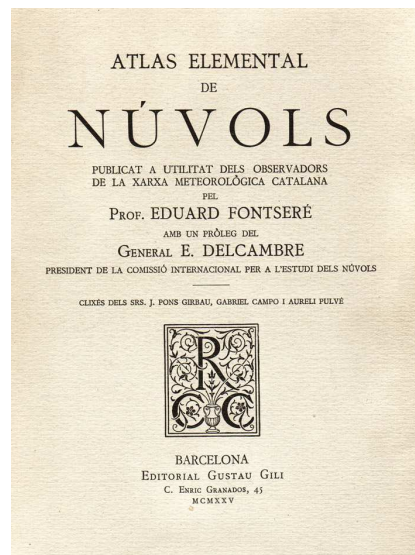 ATLAS ELEMENTAL
DE
NÚVOLS
PUBLICAT A UTILITAT DELS OBSERVADORS
DE LA XARXA METEOROLÒGICA CATALANA
PEL
PROF. EDUARD FONTSERÉ
AMB UN PRÒLEG DEL
GENERAL E. DELCAMBRE
PRESIDENT DE LA COMISSIÓ INTERNACIONAL PER A L'ESTUDI DELS NÚVOLS
CLIXÉS DELS SRS. J. PONS GIRBAU, GABRIEL CAMPO I AURELI PULVÉ
R
C C
BARCELONA
EDITORIAL GUSTAU GILI
C. ENRIC GRANADOS, 45
MCMXXV